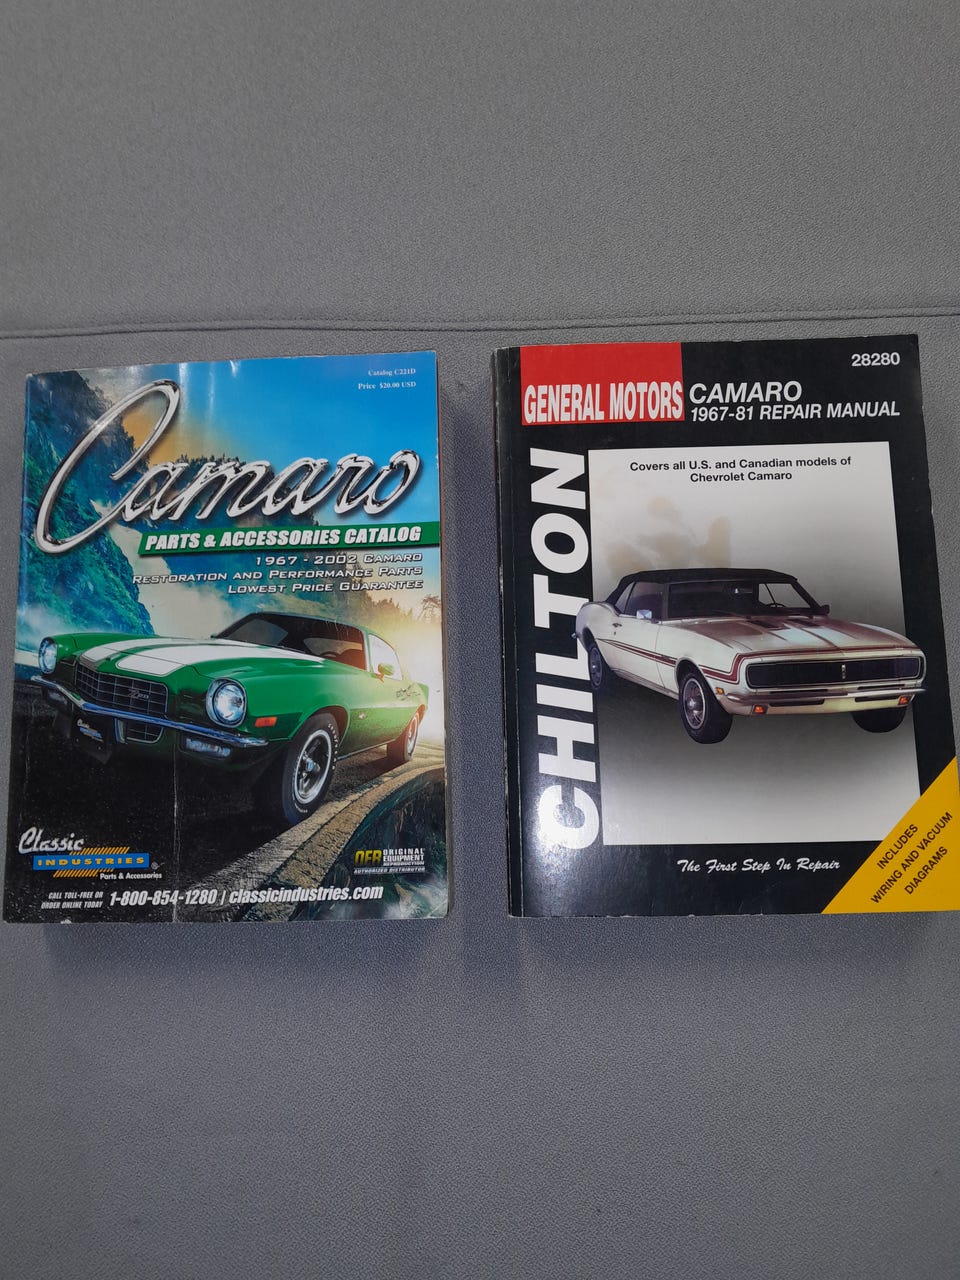 Catalog C221D
Price $20.00 USD
Camaro
PARTS & ACCESSORIES CATALOG
1967 - 2002 CAMARO
RESTORATION AND PERFORMANCE PARTS
LOWEST PRICE GUARANTEE
Classic
INDUSTRIES®
Parts & Accessories
CALL TOLL-FREE OR
ORDER ONLINE TODAY
1-800-854-1280 | classicindustries.com
OER ORIGINAL
EQUIPMENT
REPRODUCTION
AUTHORIZED DISTRIBUTOR
28280
GENERAL MOTORS
CAMARO
1967-81 REPAIR MANUAL
CHILTON
Covers all U.S. and Canadian models of
Chevrolet Camaro
The First Step In Repair
INCLUDES
WIRING AND VACUUM
DIAGRAMS